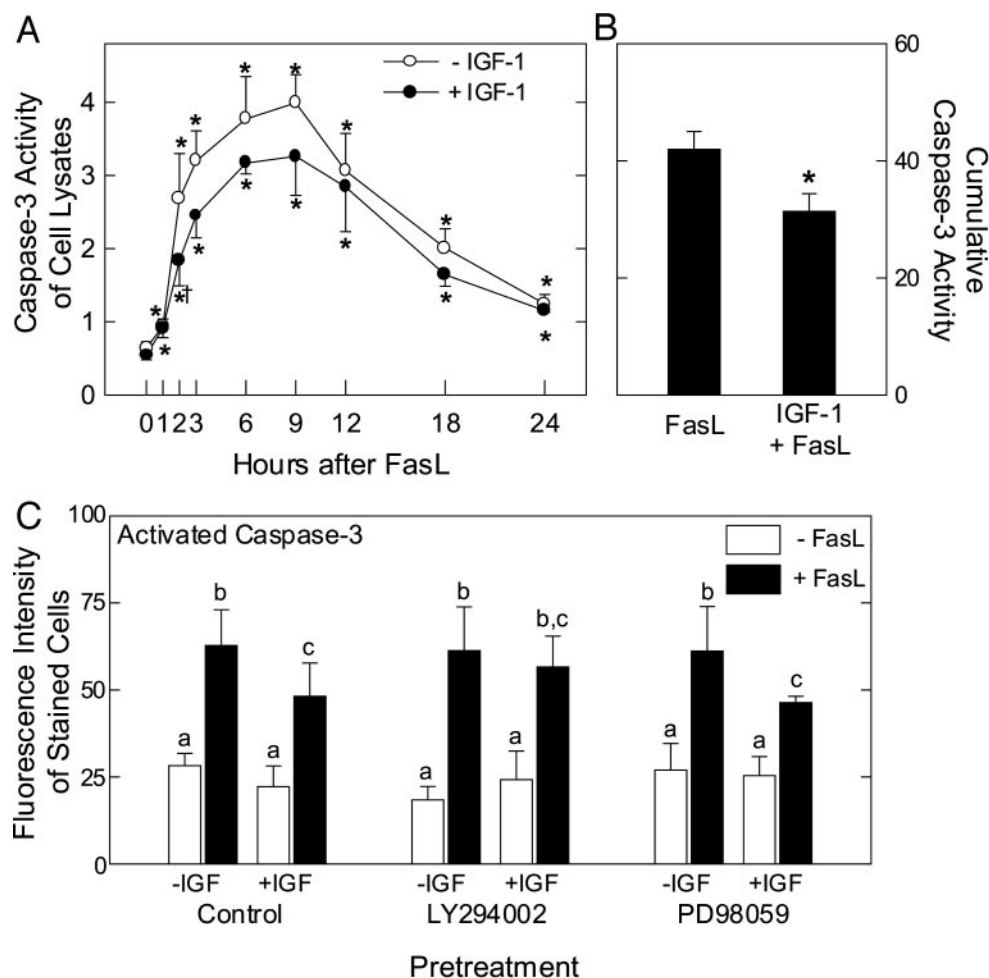 A
Caspase-3 Activity
of Cell Lysates
4
3
2
1
0
- IGF-1
+ IGF-1
* * * * * * * *
* *† * * * * * *
0 1 2 3 6 9 12 18 24
Hours after FasL
B
*
60
40
20
0
Cumulative
Caspase-3 Activity
FasL
IGF-1
+ FasL
C
Activated Caspase-3
- FasL
+ FasL
Fluorescence Intensity
of Stained Cells
100
75
50
25
0
a b a c a b a b,c a b a c
-IGF +IGF -IGF +IGF -IGF +IGF
Control LY294002 PD98059
Pretreatment